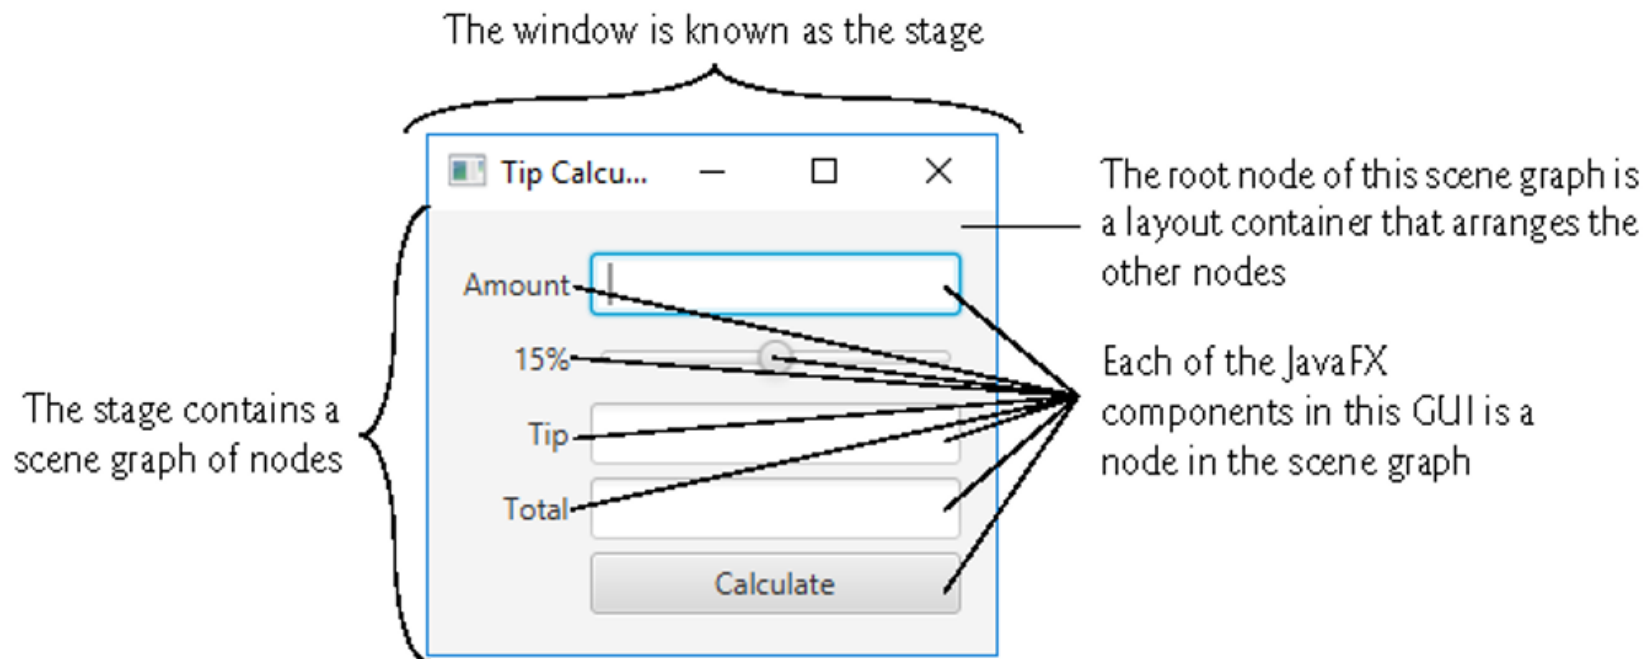 The window is known as the stage
Tip Calcu...
The root node of this scene graph is
a layout container that arranges the
other nodes
Amount
15%
Each of the JavaFX
components in this GUI is a
node in the scene graph
The stage contains a
scene graph of nodes
Tip
Total
Calculate